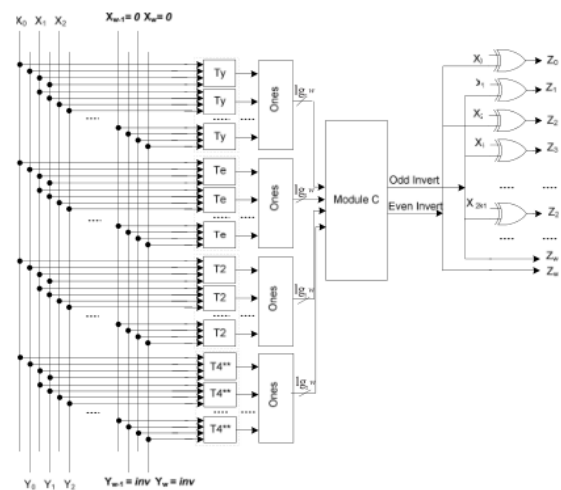 X₀ X₁ X₂ Xw-1= 0 Xw= 0
Ty
Ty
.....
Ty
Ones
lg w
Te
Te
.....
Te
Ones
lg w
T2
T2
.....
T2
Ones
lg w
T4**
T4**
.....
T4**
Ones
lg w
Module C
Odd Invert
Even Invert
X₀ Z₀
X₁ Z₁
X₂ Z₂
Z₃
.....
.....
Zw
Zw
Y₀ Y₁ Y₂ Yw-1= inv Yw= inv